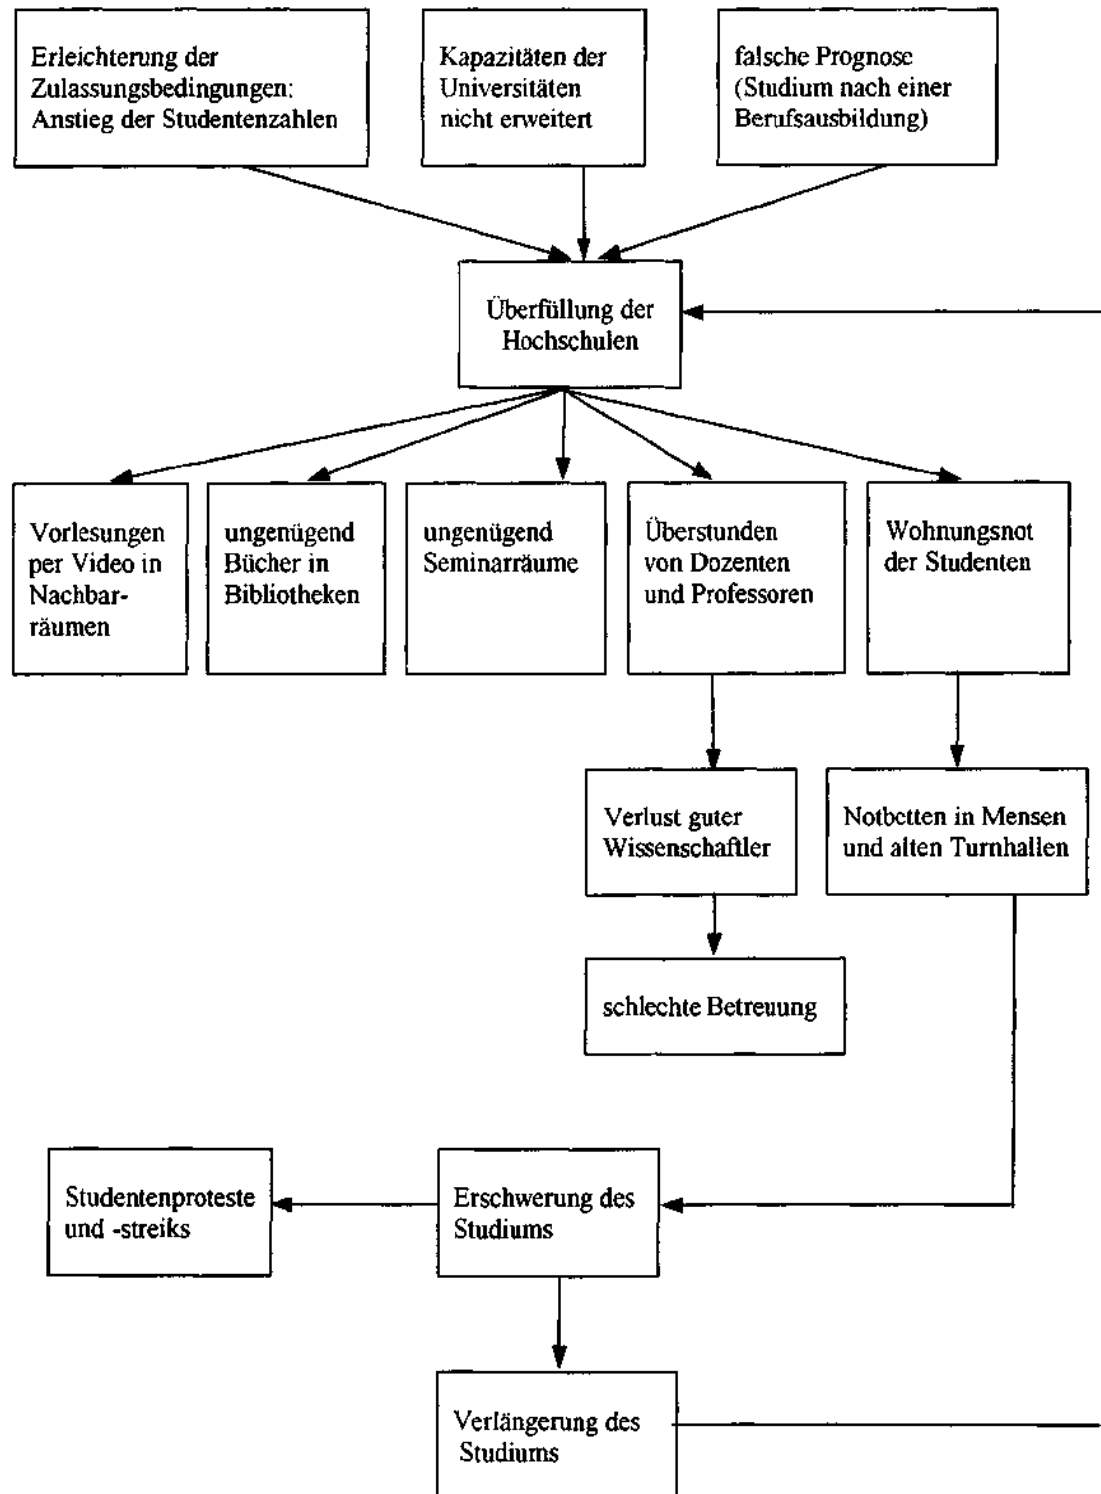 Erleichterung der
Zulassungsbedingungen:
Anstieg der Studentenzahlen
Kapazitäten der
Universitäten
nicht erweitert
falsche Prognose
(Studium nach einer
Berufsausbildung)
Überfüllung der
Hochschulen
Vorlesungen
per Video in
Nachbar-
räumen
ungenügend
Bücher in
Bibliotheken
ungenügend
Seminarräume
Überstunden
von Dozenten
und Professoren
Wohnungsnot
der Studenten
Verlust guter
Wissenschaftler
Notbetten in Mensen
und alten Turnhallen
schlechte Betreuung
Studentenproteste
und -streiks
Erschwerung des
Studiums
Verlängerung des
Studiums